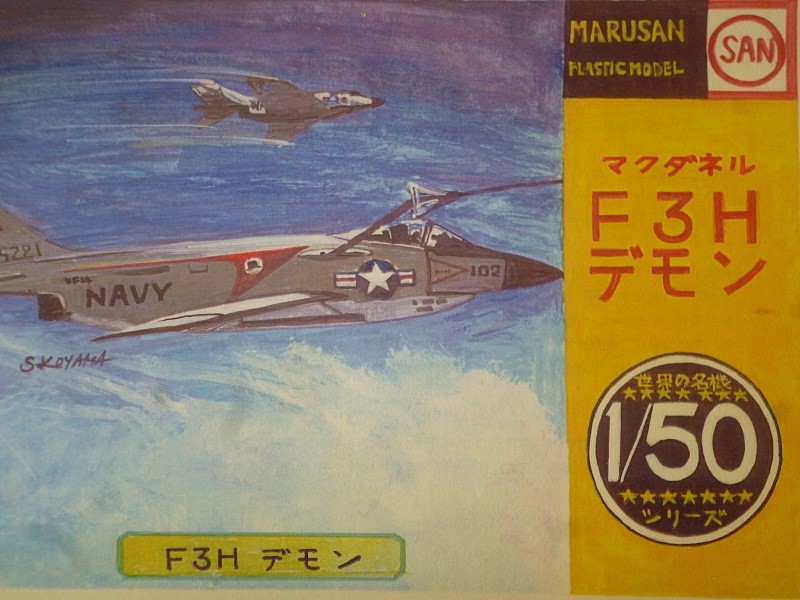 MARUSAN
PLASTIC MODEL
SAN
マクダネル
F3H
デモン
5221
VF14
NAVY
102
S.KOYAMA
世界の名機
1/50
シリーズ
F3H デモン